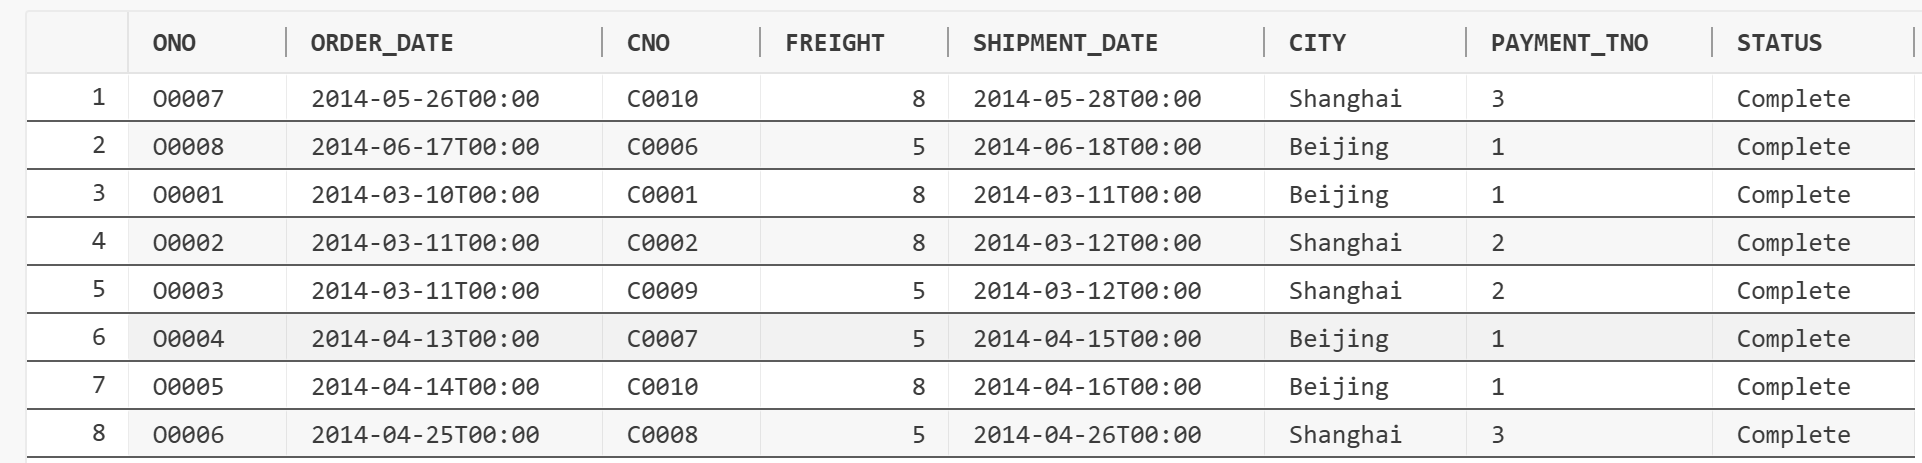 ONO ORDER_DATE CNO FREIGHT SHIPMENT_DATE CITY PAYMENT_TNO STATUS
1 O0007 2014-05-26T00:00 C0010 8 2014-05-28T00:00 Shanghai 3 Complete
2 O0008 2014-06-17T00:00 C0006 5 2014-06-18T00:00 Beijing 1 Complete
3 O0001 2014-03-10T00:00 C0001 8 2014-03-11T00:00 Beijing 1 Complete
4 O0002 2014-03-11T00:00 C0002 8 2014-03-12T00:00 Shanghai 2 Complete
5 O0003 2014-03-11T00:00 C0009 5 2014-03-12T00:00 Shanghai 2 Complete
6 O0004 2014-04-13T00:00 C0007 5 2014-04-15T00:00 Beijing 1 Complete
7 O0005 2014-04-14T00:00 C0010 8 2014-04-16T00:00 Beijing 1 Complete
8 O0006 2014-04-25T00:00 C0008 5 2014-04-26T00:00 Shanghai 3 Complete